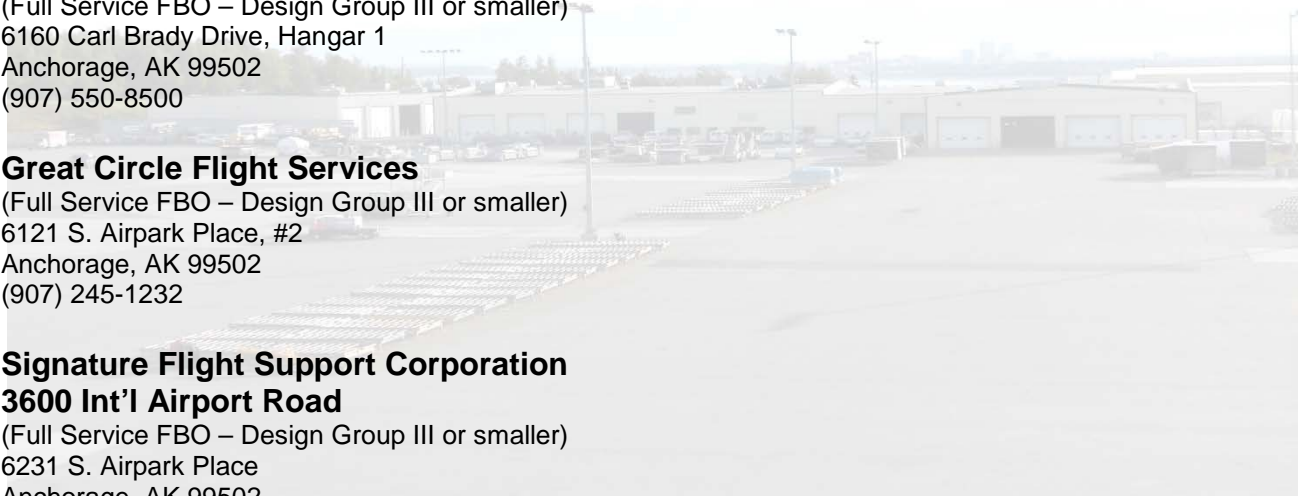 (Full Service FBO – Design Group III or smaller)
6160 Carl Brady Drive, Hangar 1
Anchorage, AK 99502
(907) 550-8500
Great Circle Flight Services
(Full Service FBO – Design Group III or smaller)
6121 S. Airpark Place, #2
Anchorage, AK 99502
(907) 245-1232
Signature Flight Support Corporation
3600 Int'l Airport Road
(Full Service FBO – Design Group III or smaller)
6231 S. Airpark Place
Anchorage, AK 99502